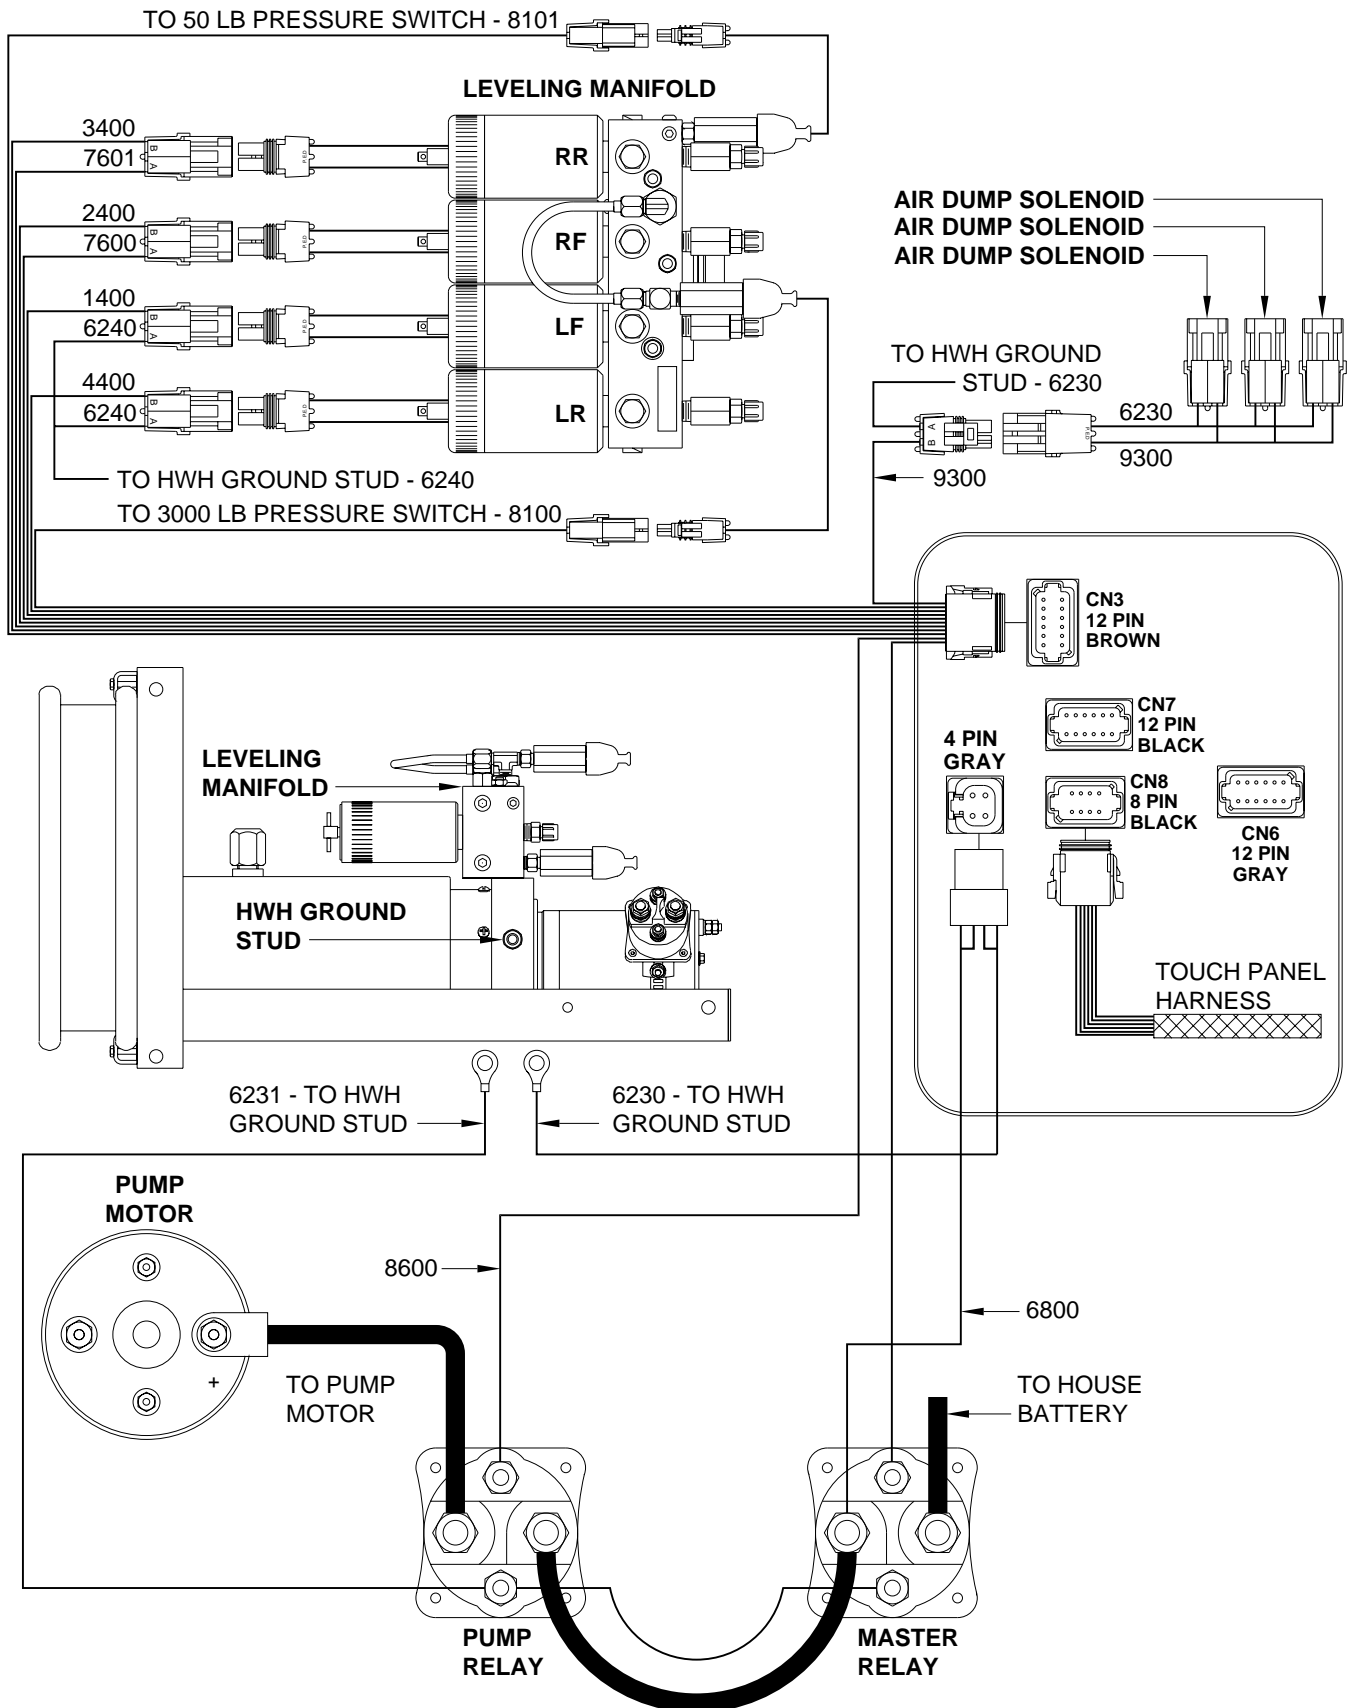 TO 50 LB PRESSURE SWITCH - 8101
LEVELING MANIFOLD
3400
7601
B
A
P.E.D
RR
2400
7600
B
A
P.E.D
RF
1400
6240
B
A
P.E.D
LF
4400
6240
B
A
P.E.D
LR
TO HWH GROUND STUD - 6240
TO 3000 LB PRESSURE SWITCH - 8100
AIR DUMP SOLENOID
AIR DUMP SOLENOID
AIR DUMP SOLENOID
TO HWH GROUND
STUD - 6230
A
B
P.E.D
6230
9300
9300
CN3
12 PIN
BROWN
CN7
12 PIN
BLACK
4 PIN
GRAY
CN8
8 PIN
BLACK
CN6
12 PIN
GRAY
TOUCH PANEL
HARNESS
LEVELING
MANIFOLD
HWH GROUND
STUD
6231 - TO HWH
GROUND STUD
6230 - TO HWH
GROUND STUD
PUMP
MOTOR
+
8600
6800
TO PUMP
MOTOR
TO HOUSE
BATTERY
PUMP
RELAY
MASTER
RELAY